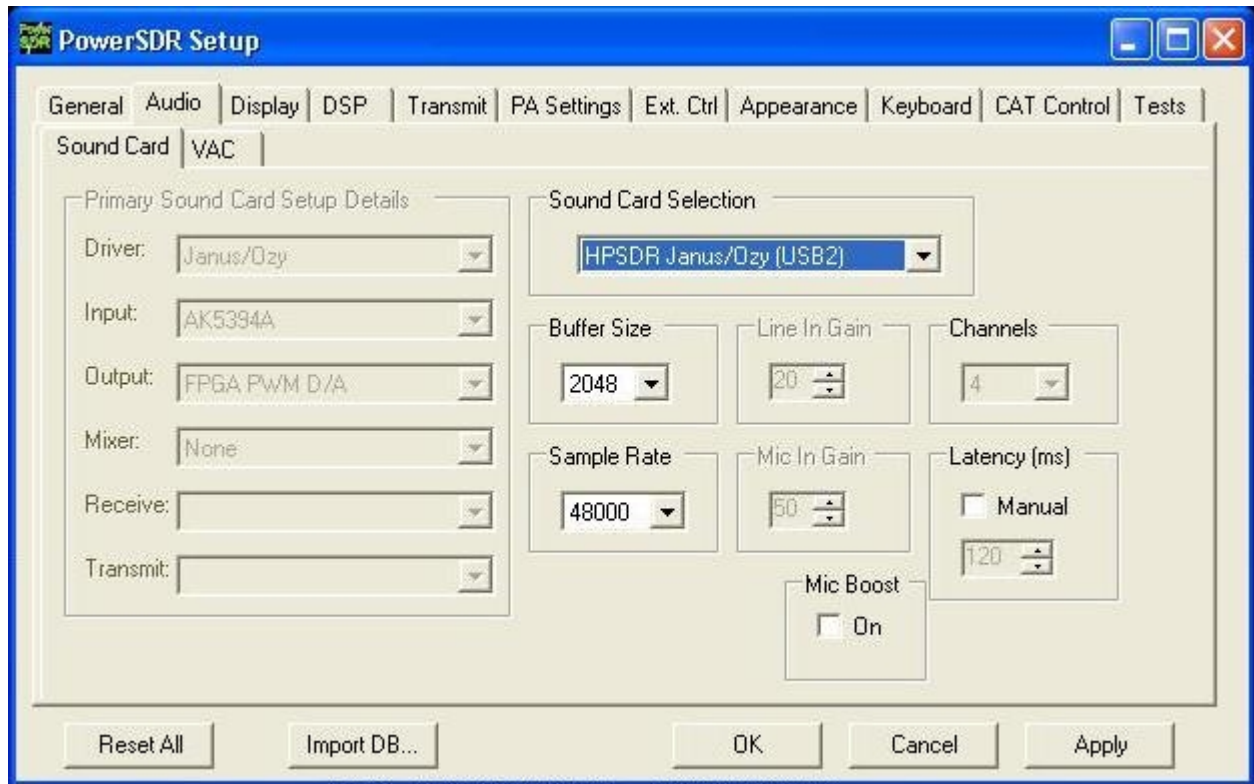 PowerSDR Setup
General Audio Display DSP Transmit PA Settings Ext. Ctrl Appearance Keyboard CAT Control Tests
Sound Card VAC
Primary Sound Card Setup Details
Driver: Janus/Ozy
Input: AK5394A
Output: FPGA PWM D/A
Mixer: None
Receive:
Transmit:
Sound Card Selection
HPSDR Janus/Ozy (USB2)
Buffer Size
2048
Line In Gain
20
Channels
4
Sample Rate
48000
Mic In Gain
50
Latency (ms)
Manual
120
Mic Boost
On
Reset All Import DB... OK Cancel Apply